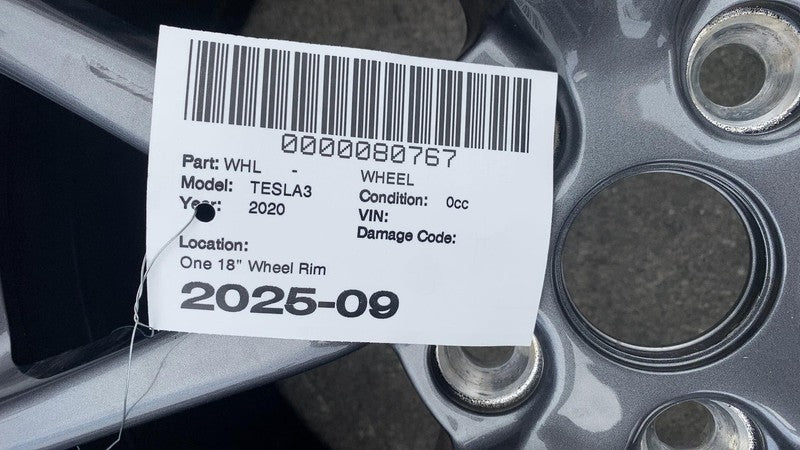 0000080767
Part: WHL - WHEEL
Model: TESLA3 Condition: 0cc
Year: 2020 VIN:
Damage Code:
Location:
One 18" Wheel Rim
2025-09